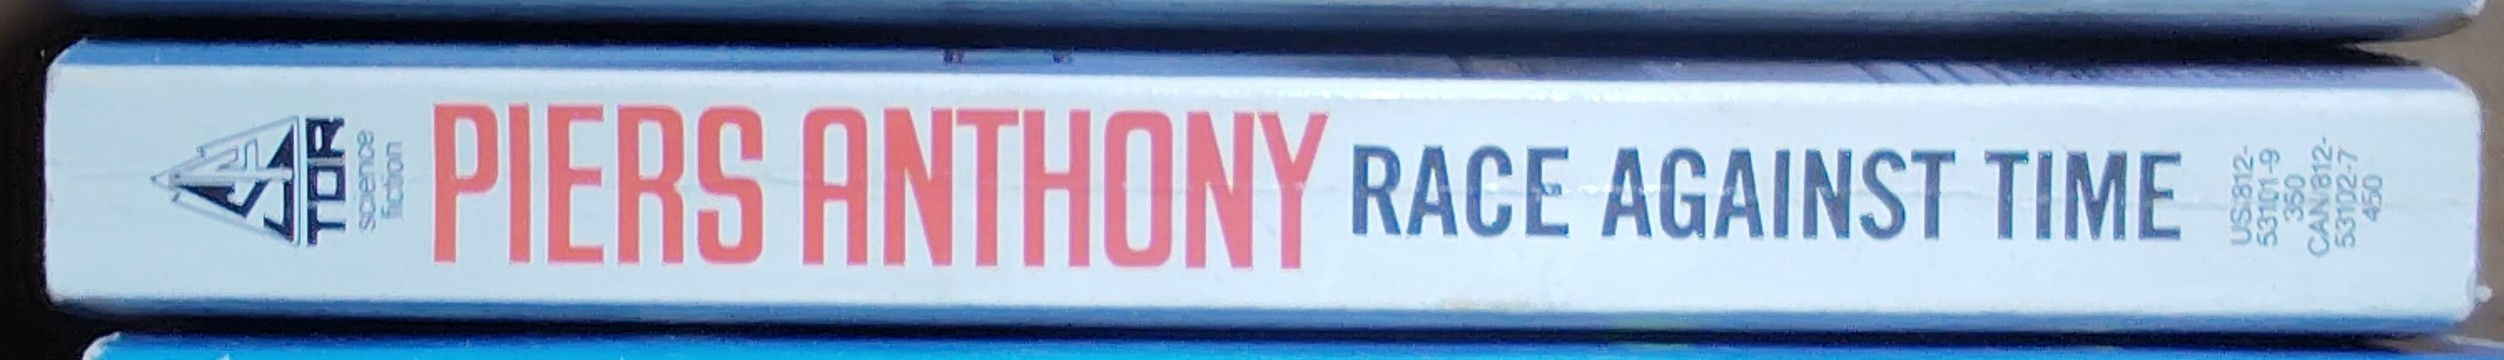 TOR
science
fiction
PIERS ANTHONY
RACE AGAINST TIME
US/812-
53101-9
350
CAN/812-
53102-7
450